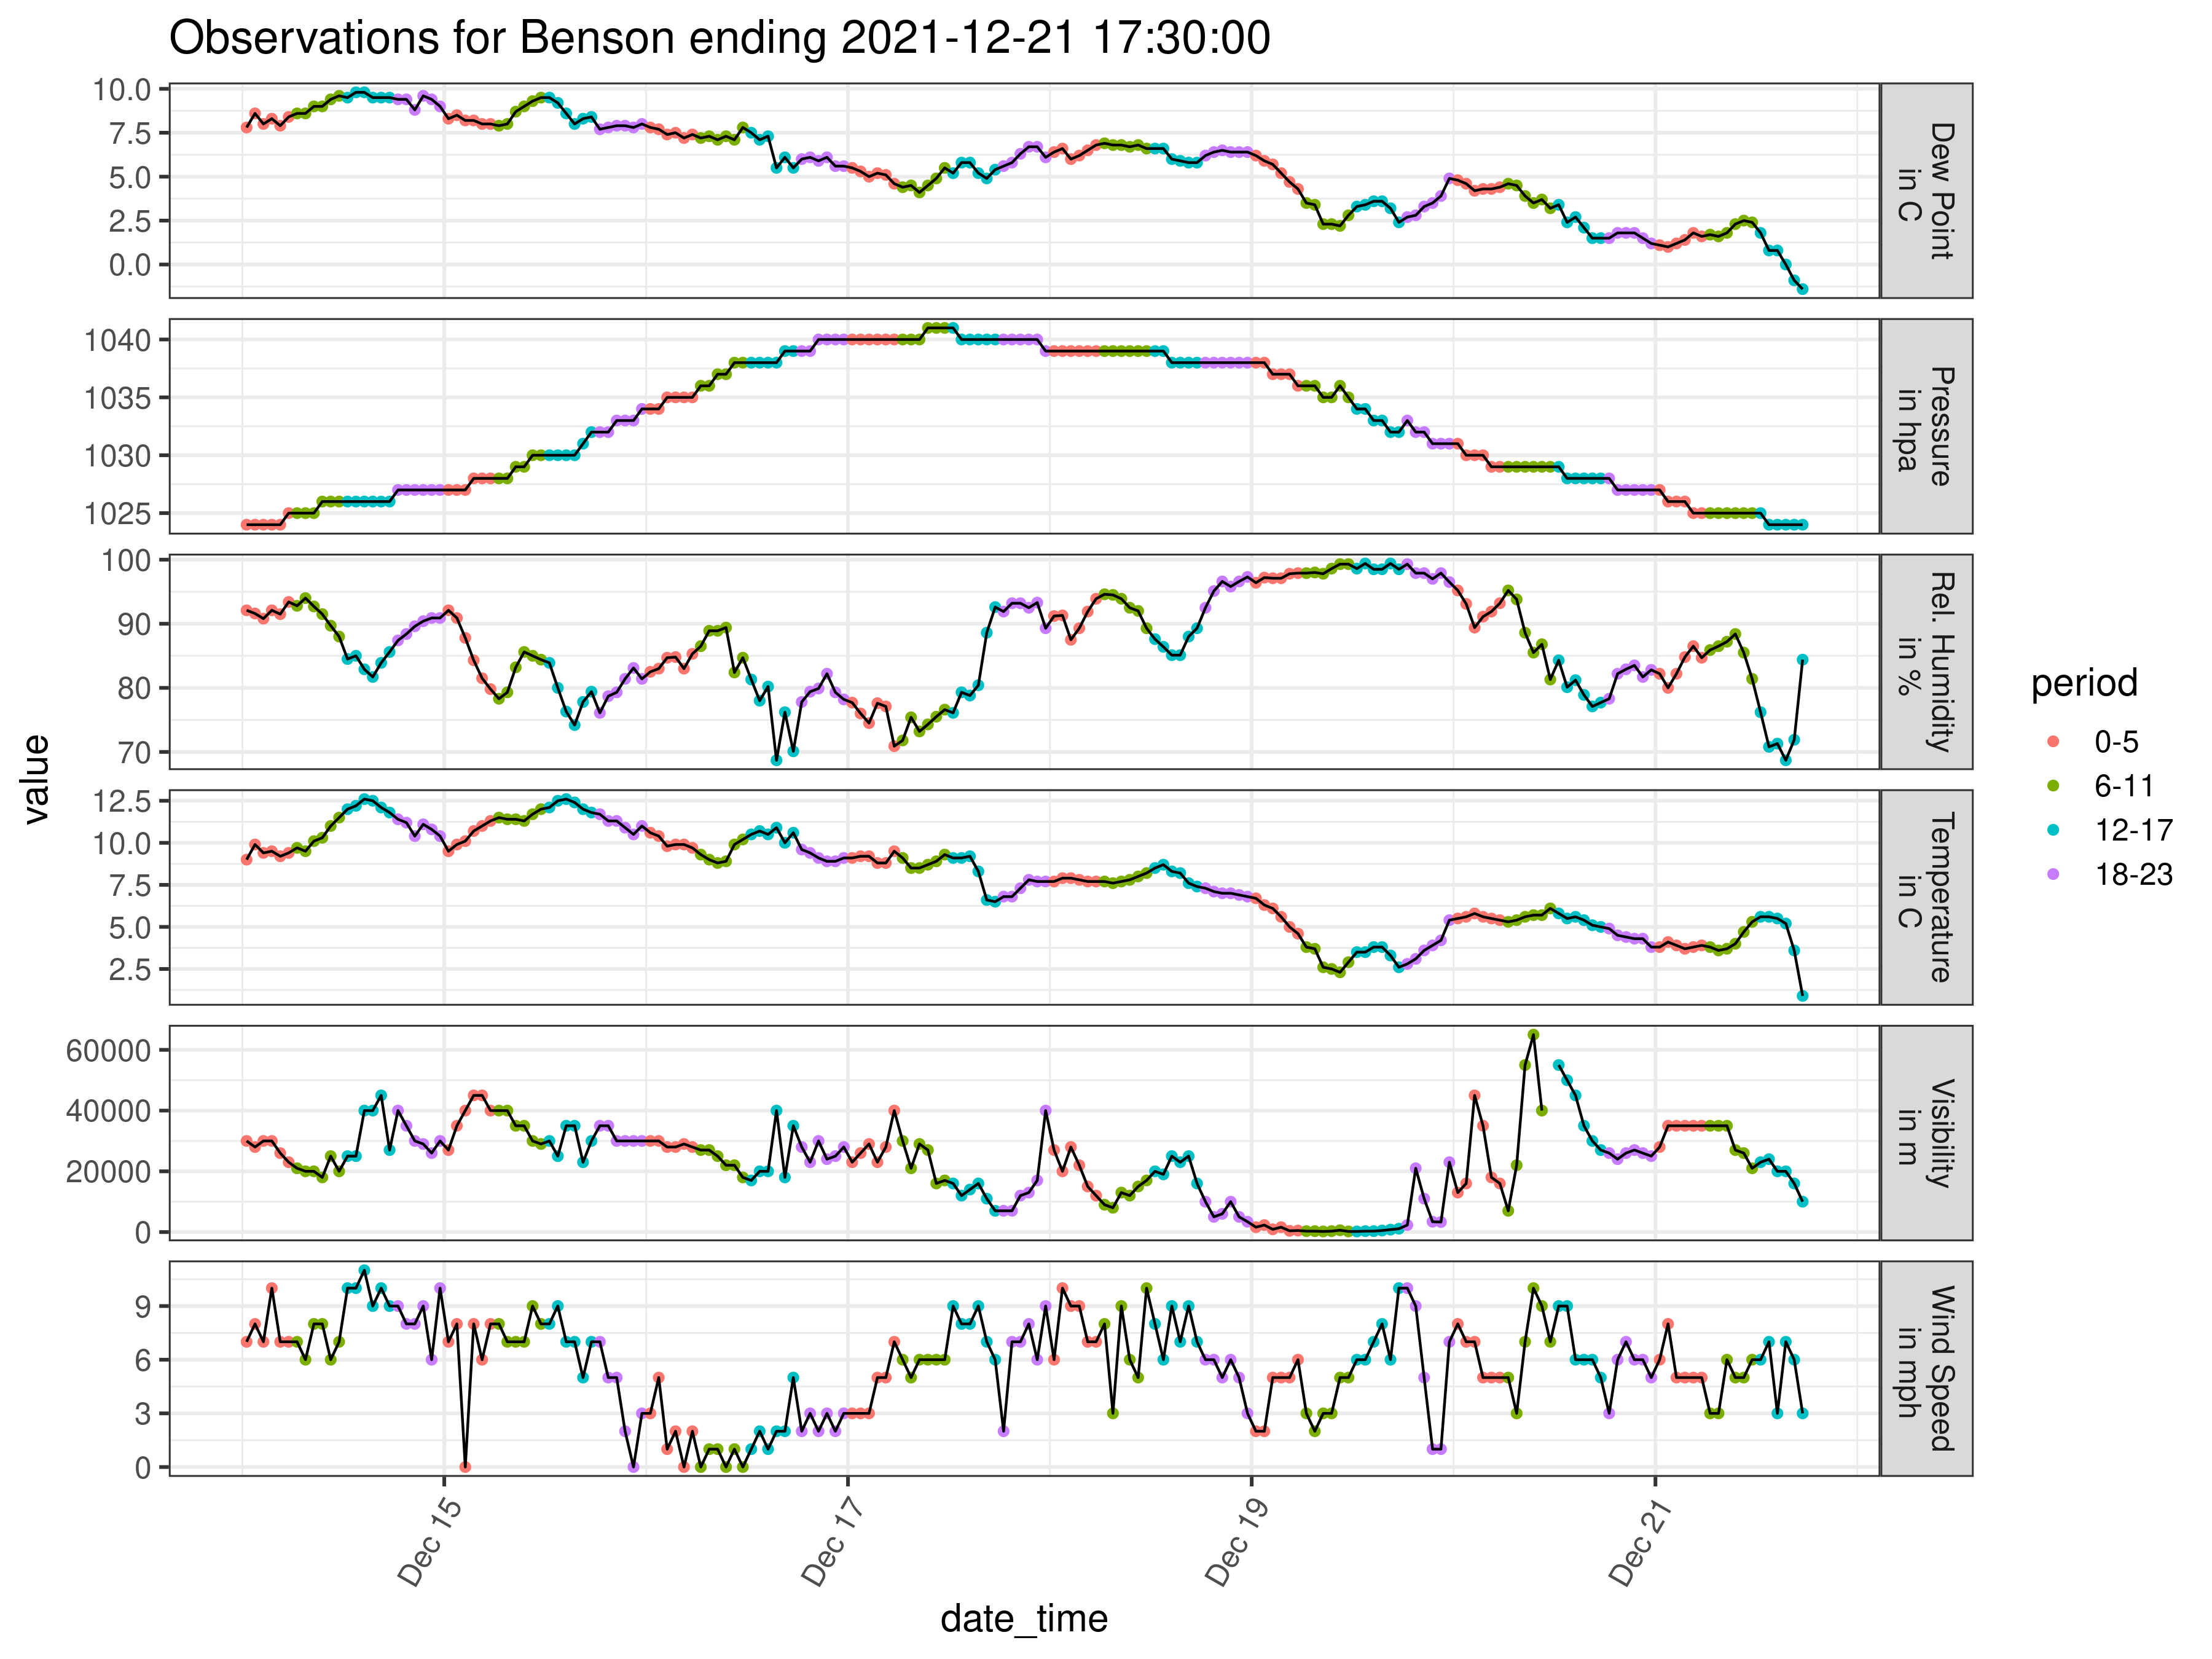 Observations for Benson ending 2021-12-21 17:30:00
value
10.0
7.5
5.0
2.5
0.0
Dew Point
in C
1040
1035
1030
1025
Pressure
in hpa
100
90
80
70
Rel. Humidity
in %
12.5
10.0
7.5
5.0
2.5
Temperature
in C
60000
40000
20000
0
Visibility
in m
9
6
3
0
Wind Speed
in mph
Dec 15
Dec 17
Dec 19
Dec 21
date_time
period
0-5
6-11
12-17
18-23